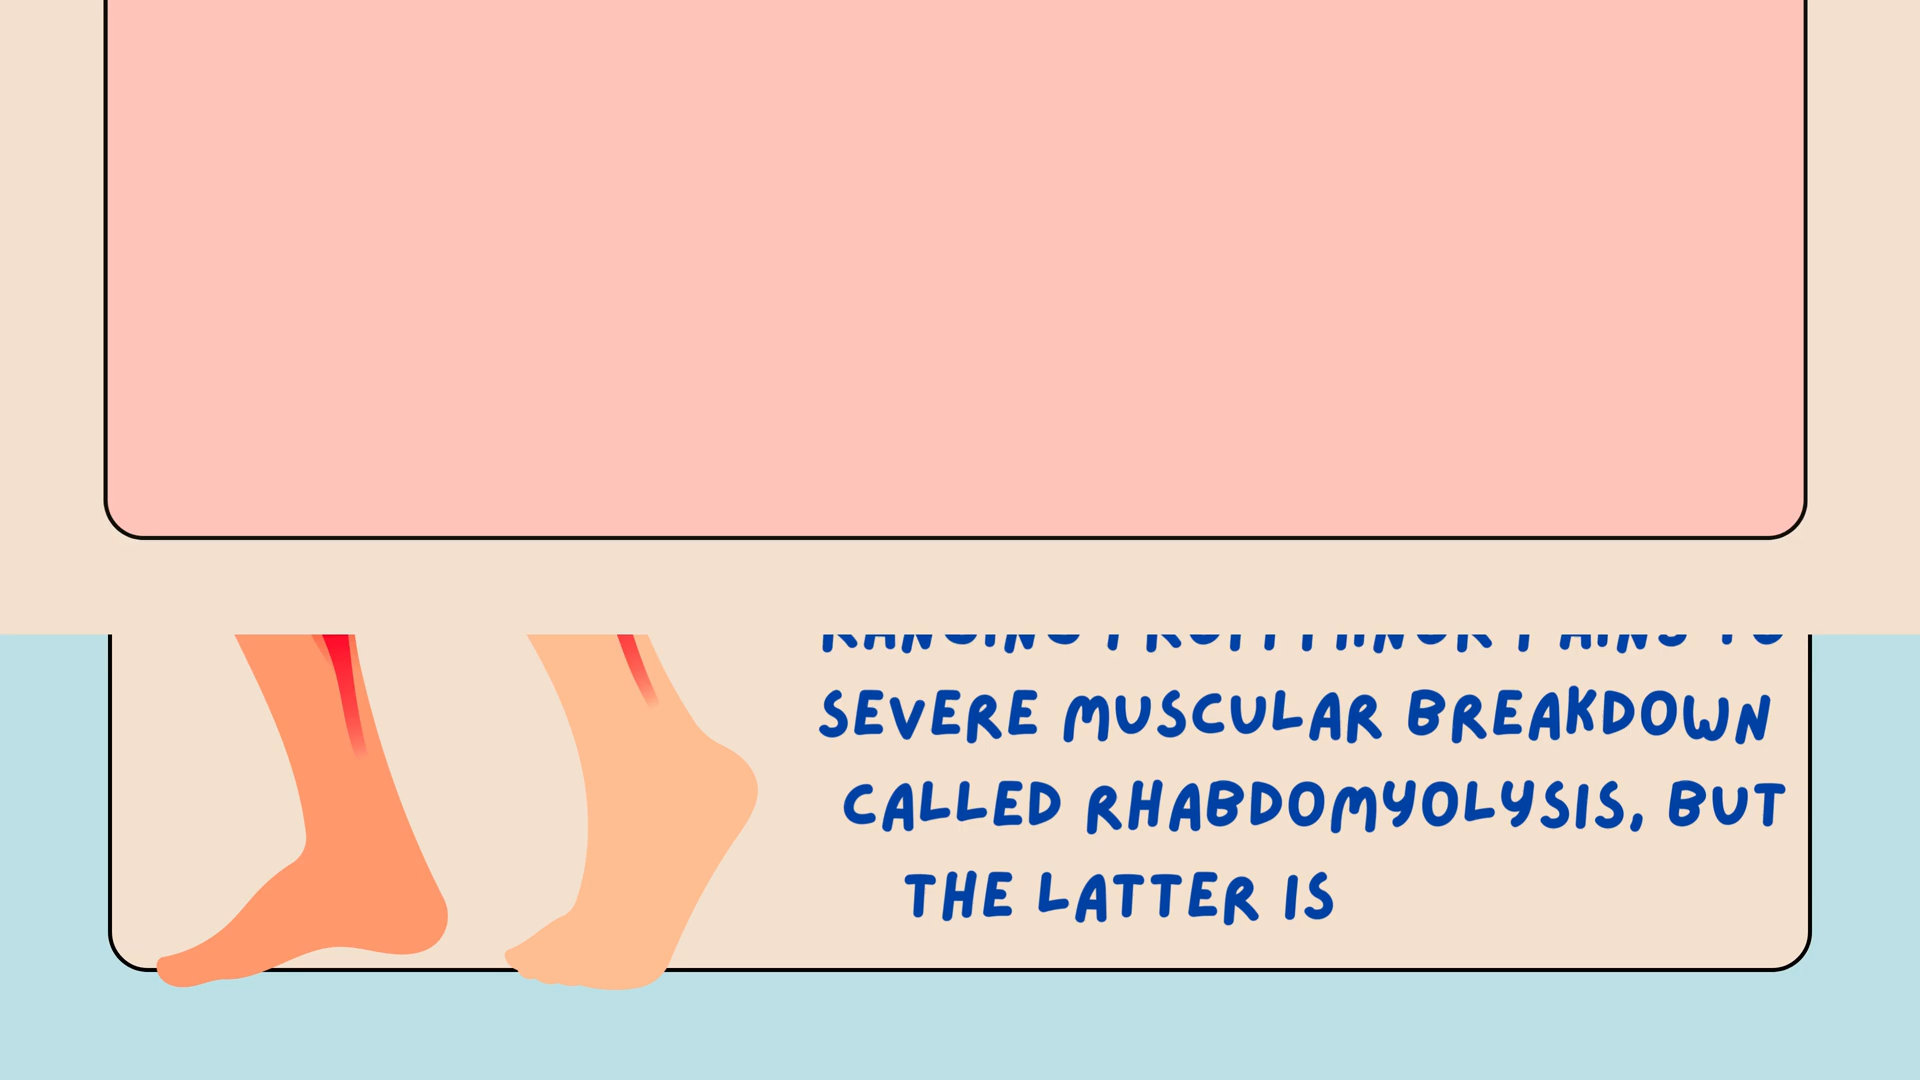 SEVERE MUSCULAR BREAKDOWN
CALLED RHABDOMYOLYSIS, BUT
THE LATTER IS